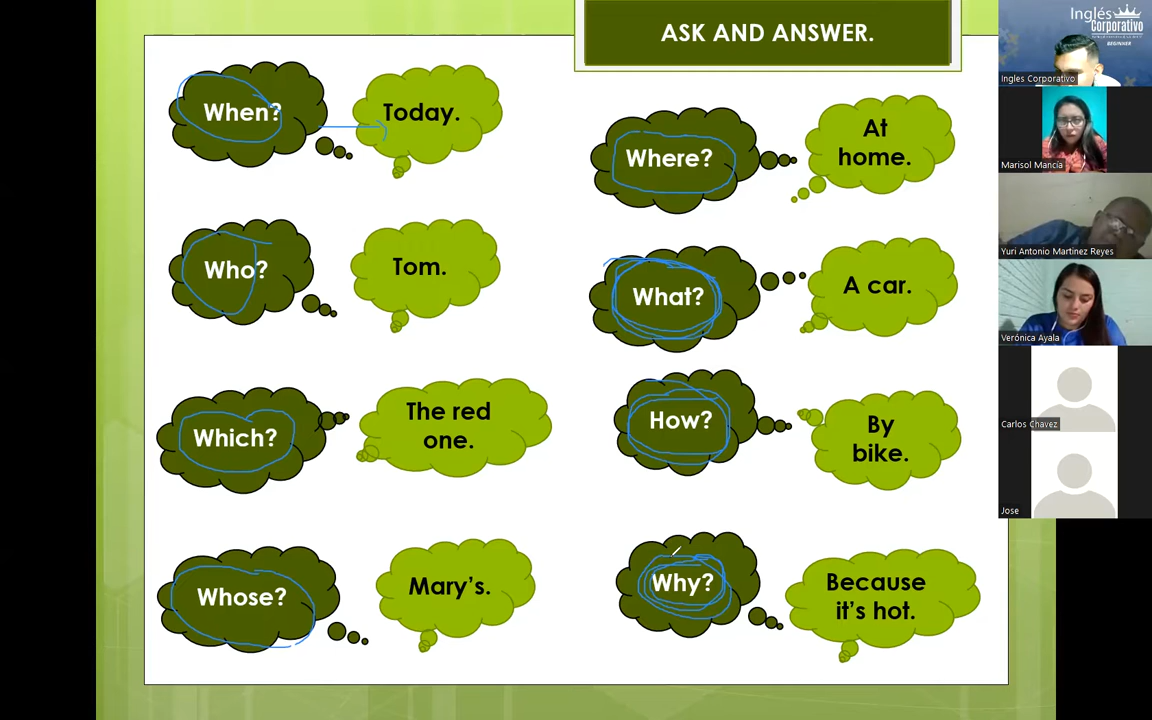 ASK AND ANSWER.
When?
Today.
Where?
At
home.
Who?
Tom.
What?
A car.
Which?
The red
one.
How?
By
bike.
Whose?
Mary's.
Why?
Because
it's hot.
Inglés
Corporativo
BEGINNER
Ingles Corporativo
Marisol Mancía
Yuri Antonio Martinez Reyes
Verónica Ayala
Carlos Chavez
Jose